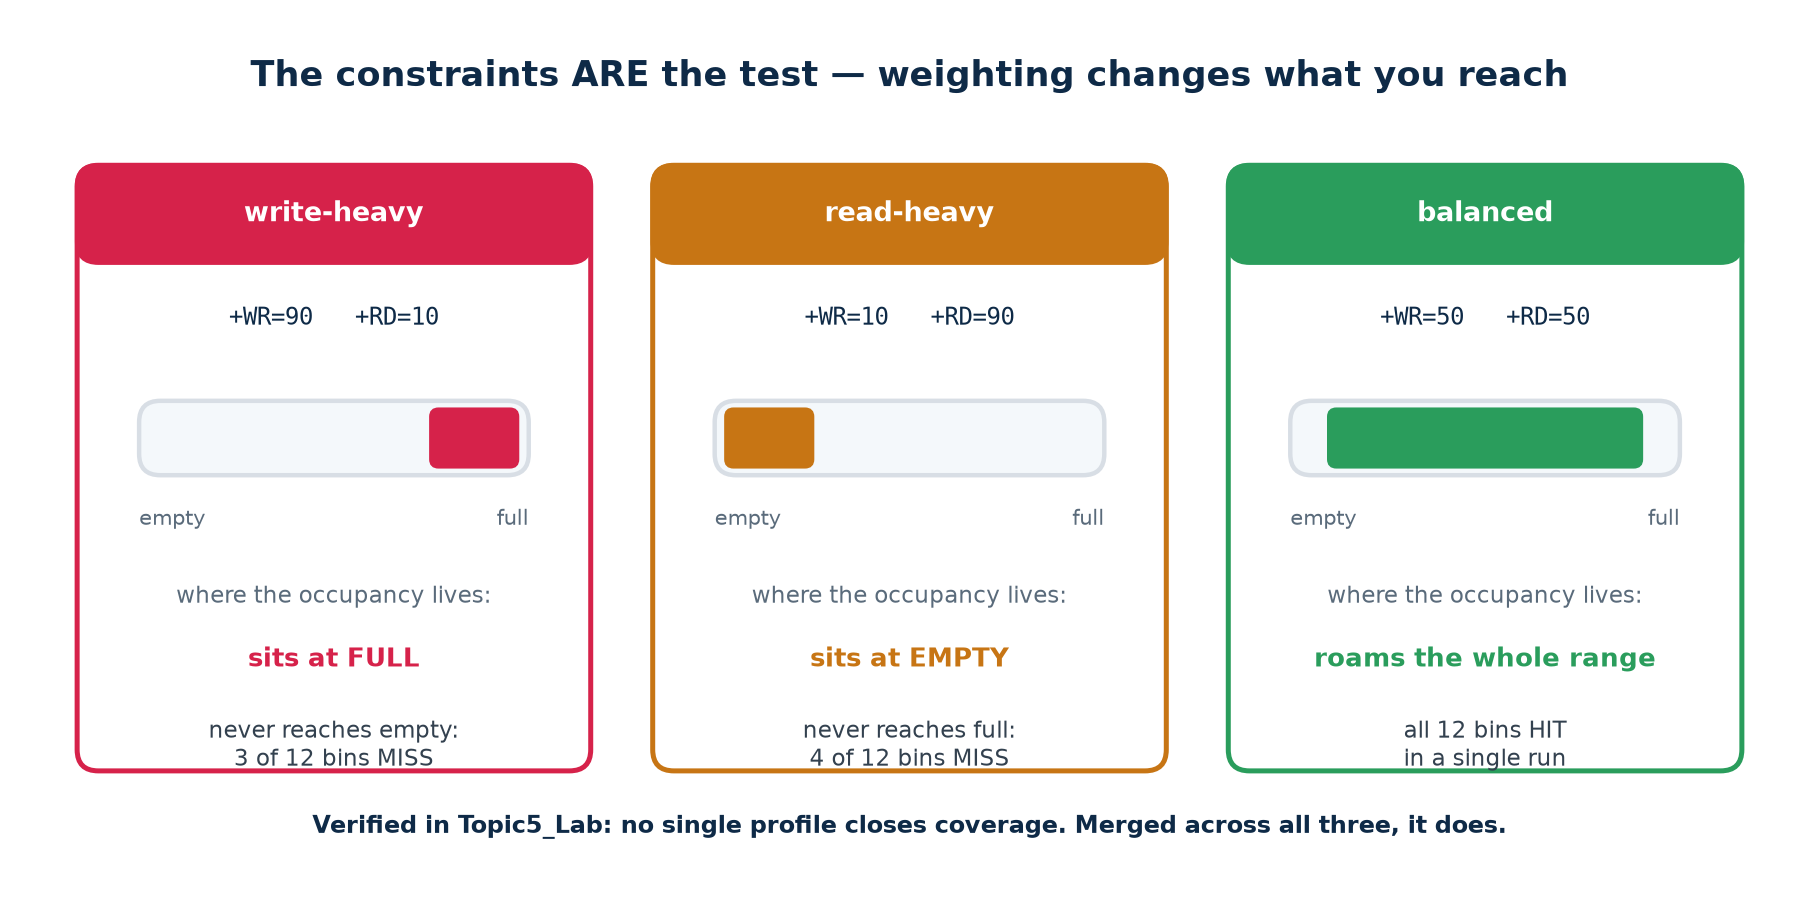 The constraints ARE the test — weighting changes what you reach
write-heavy
+WR=90   +RD=10
empty   full
where the occupancy lives:
sits at FULL
never reaches empty:
3 of 12 bins MISS
read-heavy
+WR=10   +RD=90
empty   full
where the occupancy lives:
sits at EMPTY
never reaches full:
4 of 12 bins MISS
balanced
+WR=50   +RD=50
empty   full
where the occupancy lives:
roams the whole range
all 12 bins HIT
in a single run
Verified in Topic5_Lab: no single profile closes coverage. Merged across all three, it does.